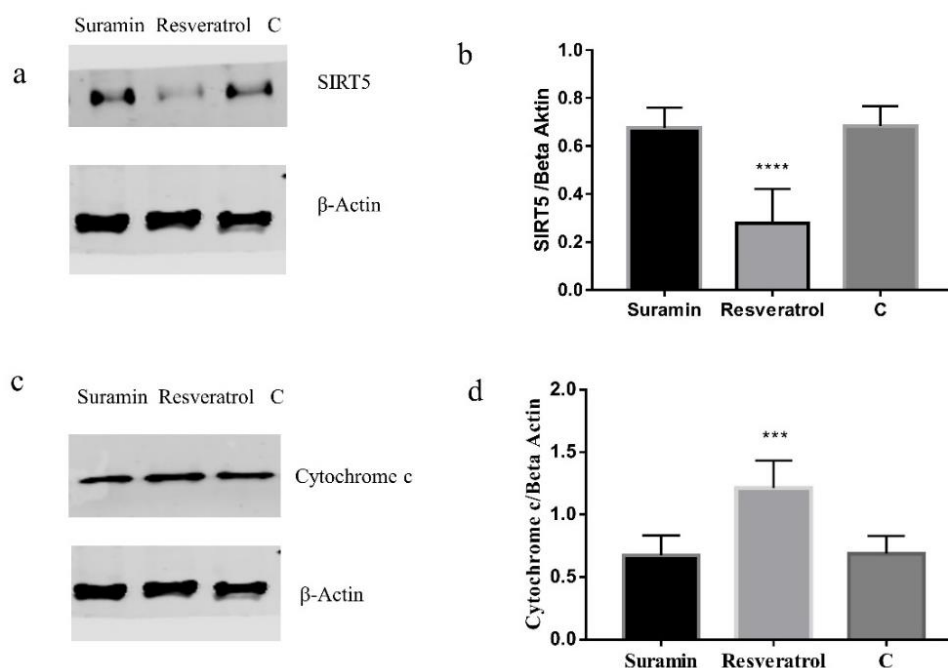 a
Suramin Resveratrol C
SIRT5
β-Actin
b
SIRT5 /Beta Aktin
1.0
0.8
0.6
0.4
0.2
0.0
****
Suramin Resveratrol C
c
Suramin Resveratrol C
Cytochrome c
β-Actin
d
Cytochrome c/Beta Actin
2.0
1.5
1.0
0.5
0.0
***
Suramin Resveratrol C